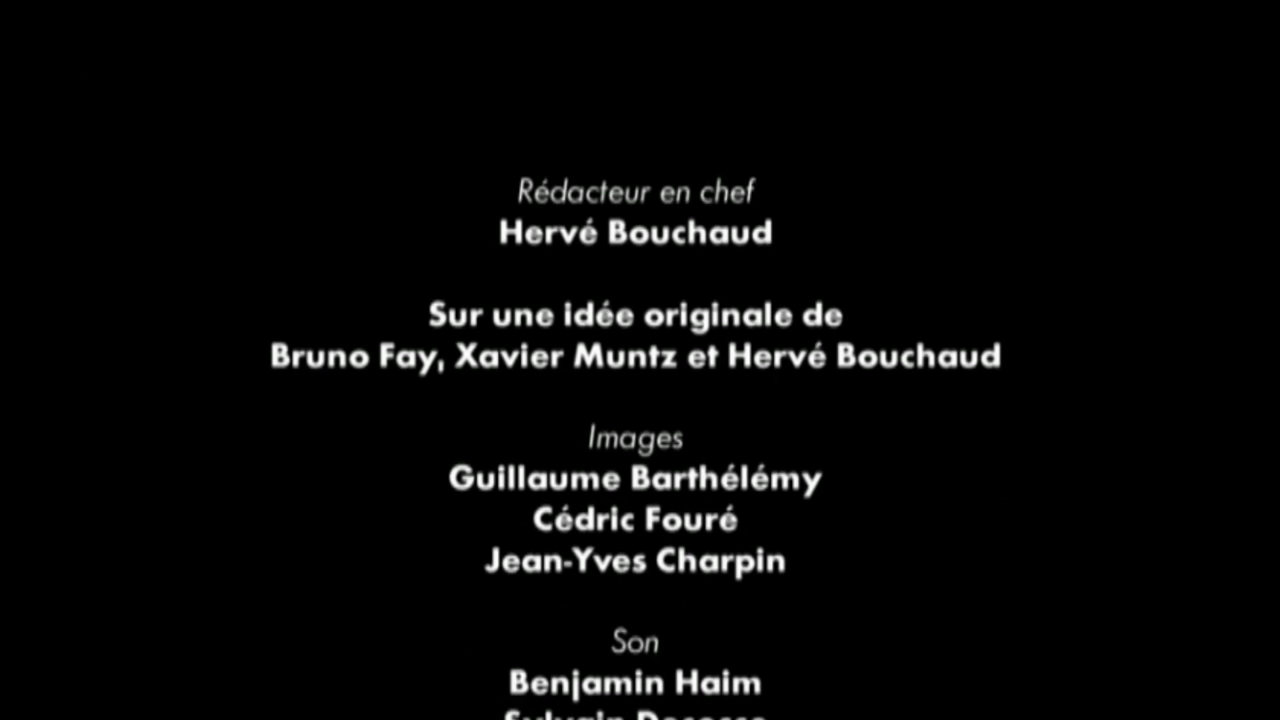 Rédacteur en chef
Hervé Bouchaud
Sur une idée originale de
Bruno Fay, Xavier Muntz et Hervé Bouchaud
Images
Guillaume Barthélémy
Cédric Fouré
Jean-Yves Charpin
Son
Benjamin Haim
Sylvain